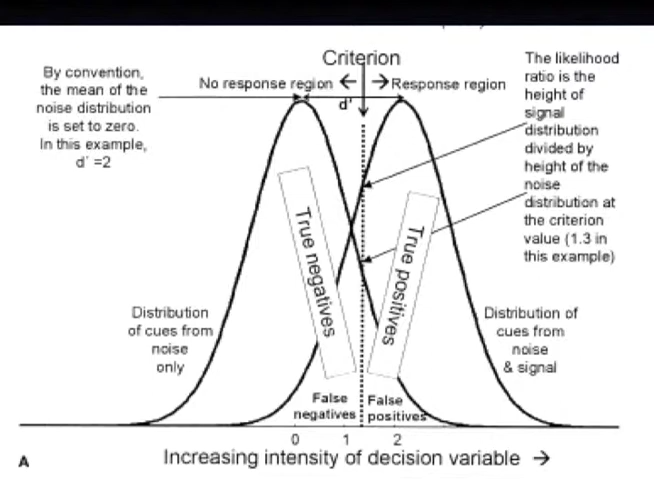 Criterion
By convention,
the mean of the
noise distribution
is set to zero.
In this example,
d´ =2
No response region
Response region
d'
The likelihood
ratio is the
height of
signal
distribution
divided by
height of the
noise
distribution at
the criterion
value (1.3 in
this example)
True negatives
True positives
Distribution
of cues from
noise
only
Distribution of
cues from
noise
& signal
False
negatives
False
positives
0 1 2
A
Increasing intensity of decision variable →